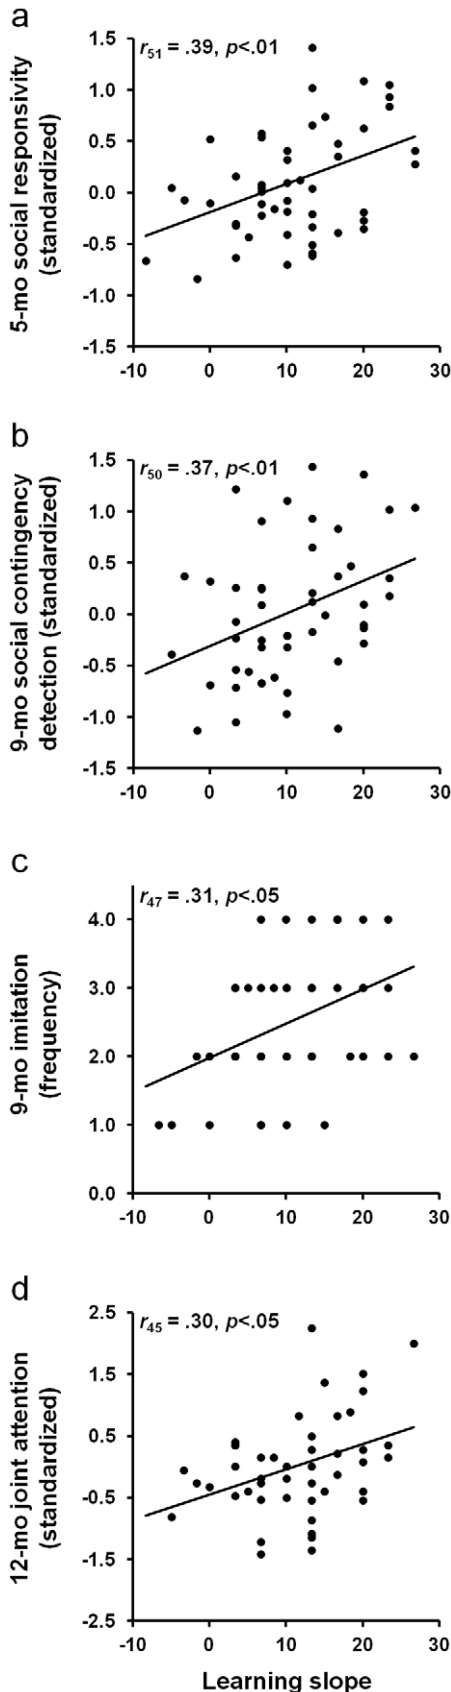 a
r51 = .39, p<.01
5-mo social responsivity
(standardized)
1.5
1.0
0.5
0.0
-0.5
-1.0
-1.5
-10 0 10 20 30
b
r50 = .37, p<.01
9-mo social contingency
detection (standardized)
1.5
1.0
0.5
0.0
-0.5
-1.0
-1.5
-10 0 10 20 30
c
r47 = .31, p<.05
9-mo imitation
(frequency)
4.0
3.0
2.0
1.0
0.0
-10 0 10 20 30
d
r45 = .30, p<.05
12-mo joint attention
(standardized)
2.5
1.5
0.5
-0.5
-1.5
-2.5
-10 0 10 20 30
Learning slope